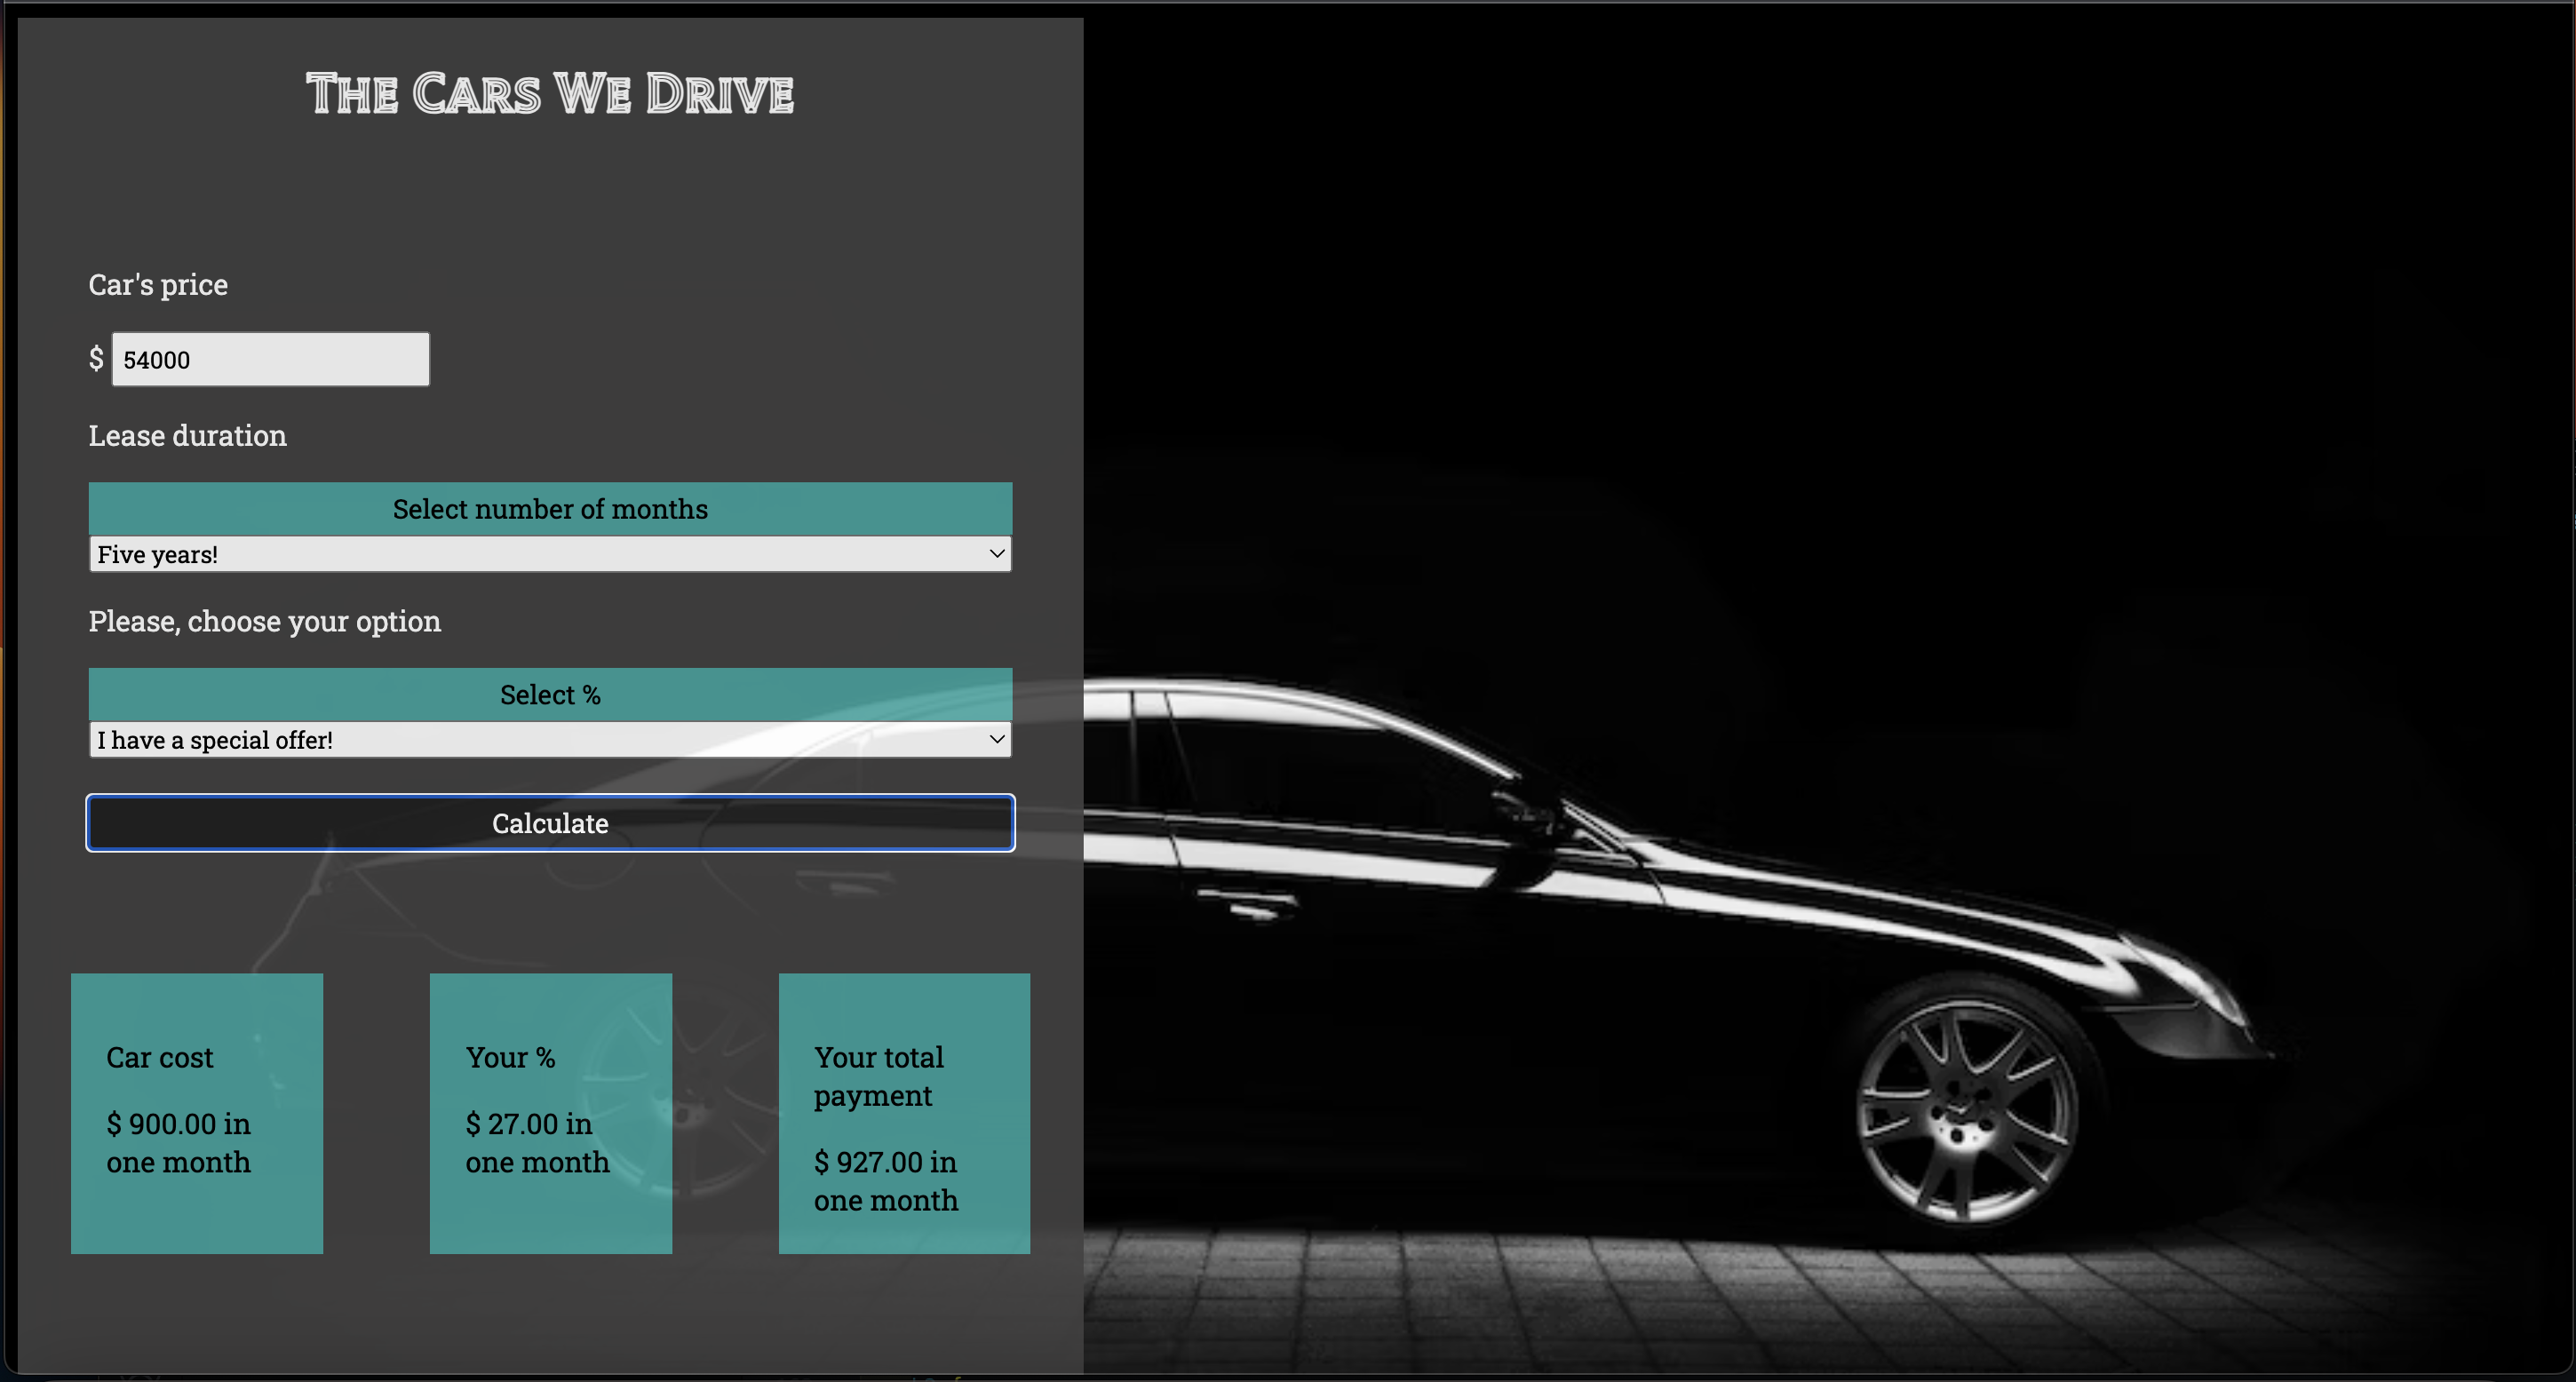 The Cars We Drive
Car's price
$ 54000
Lease duration
Select number of months
Five years!
Please, choose your option
Select %
I have a special offer!
Calculate
Car cost
$ 900.00 in
one month
Your %
$ 27.00 in
one month
Your total
payment
$ 927.00 in
one month